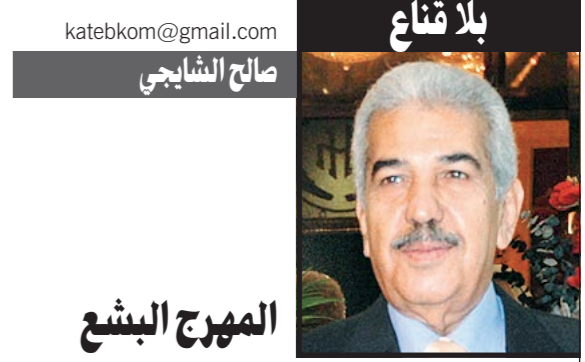 بلا قناع
katebkom@gmail.com
صالح الشايجي
المهرج البشع